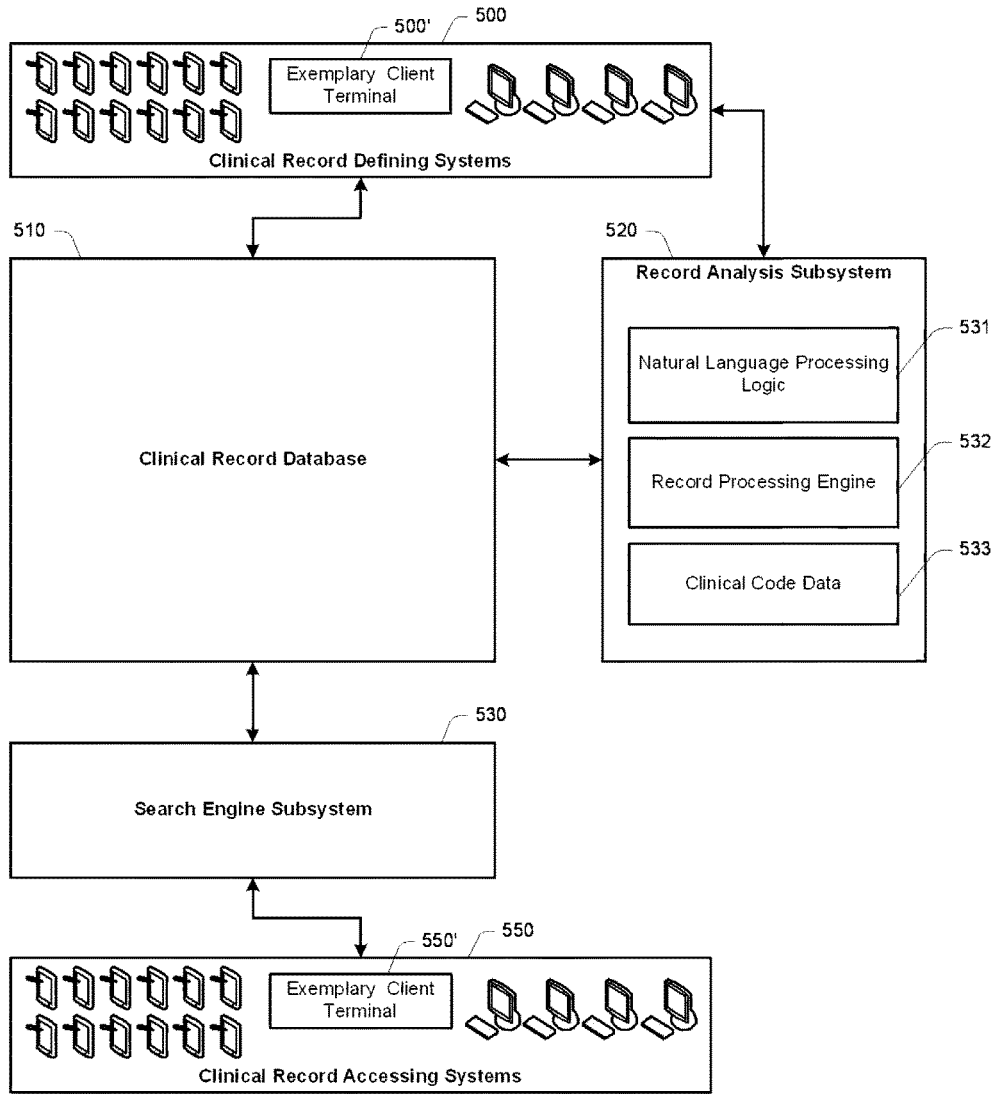 500' 500
Exemplary Client
Terminal
Clinical Record Defining Systems
510
520
Clinical Record Database
Record Analysis Subsystem
531
Natural Language Processing
Logic
532
Record Processing Engine
533
Clinical Code Data
530
Search Engine Subsystem
550' 550
Exemplary Client
Terminal
Clinical Record Accessing Systems